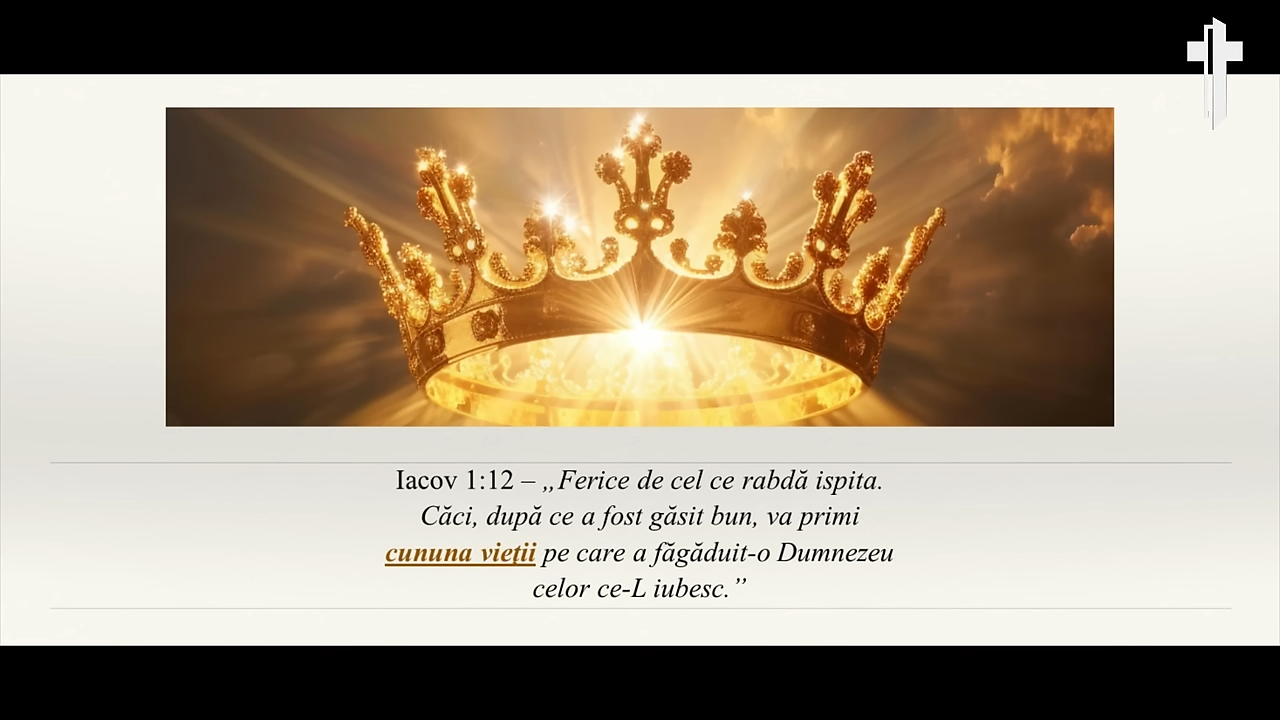 Iacov 1:12 – „Ferice de cel ce rabdă ispita.
Căci, după ce a fost găsit bun, va primi
cununa vieții pe care a făgăduit-o Dumnezeu
celor ce-L iubesc.”